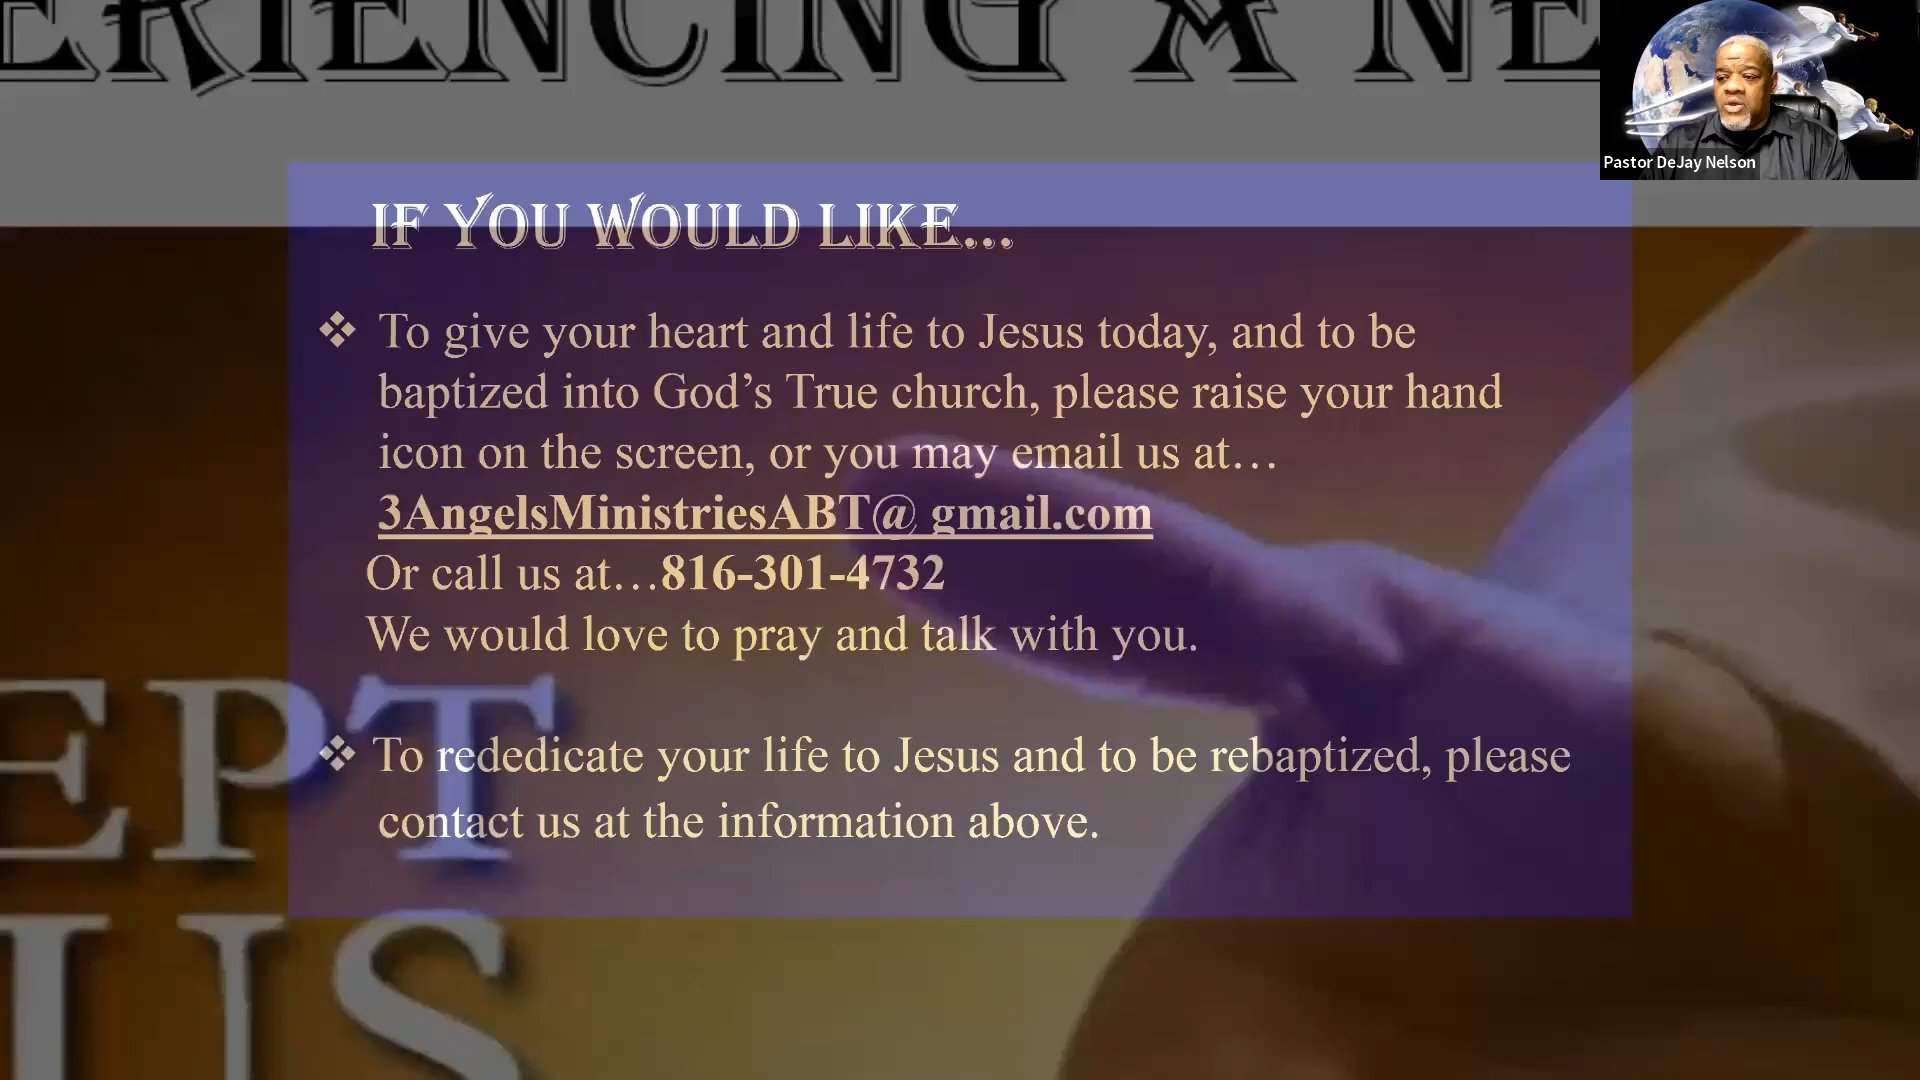 ERIENCING A NE
Pastor DeJay Nelson
IF YOU WOULD LIKE...
❖ To give your heart and life to Jesus today, and to be
baptized into God’s True church, please raise your hand
icon on the screen, or you may email us at…
3AngelsMinistriesABT@ gmail.com
Or call us at…816-301-4732
We would love to pray and talk with you.
❖ To rededicate your life to Jesus and to be rebaptized, please
contact us at the information above.
EPT
US